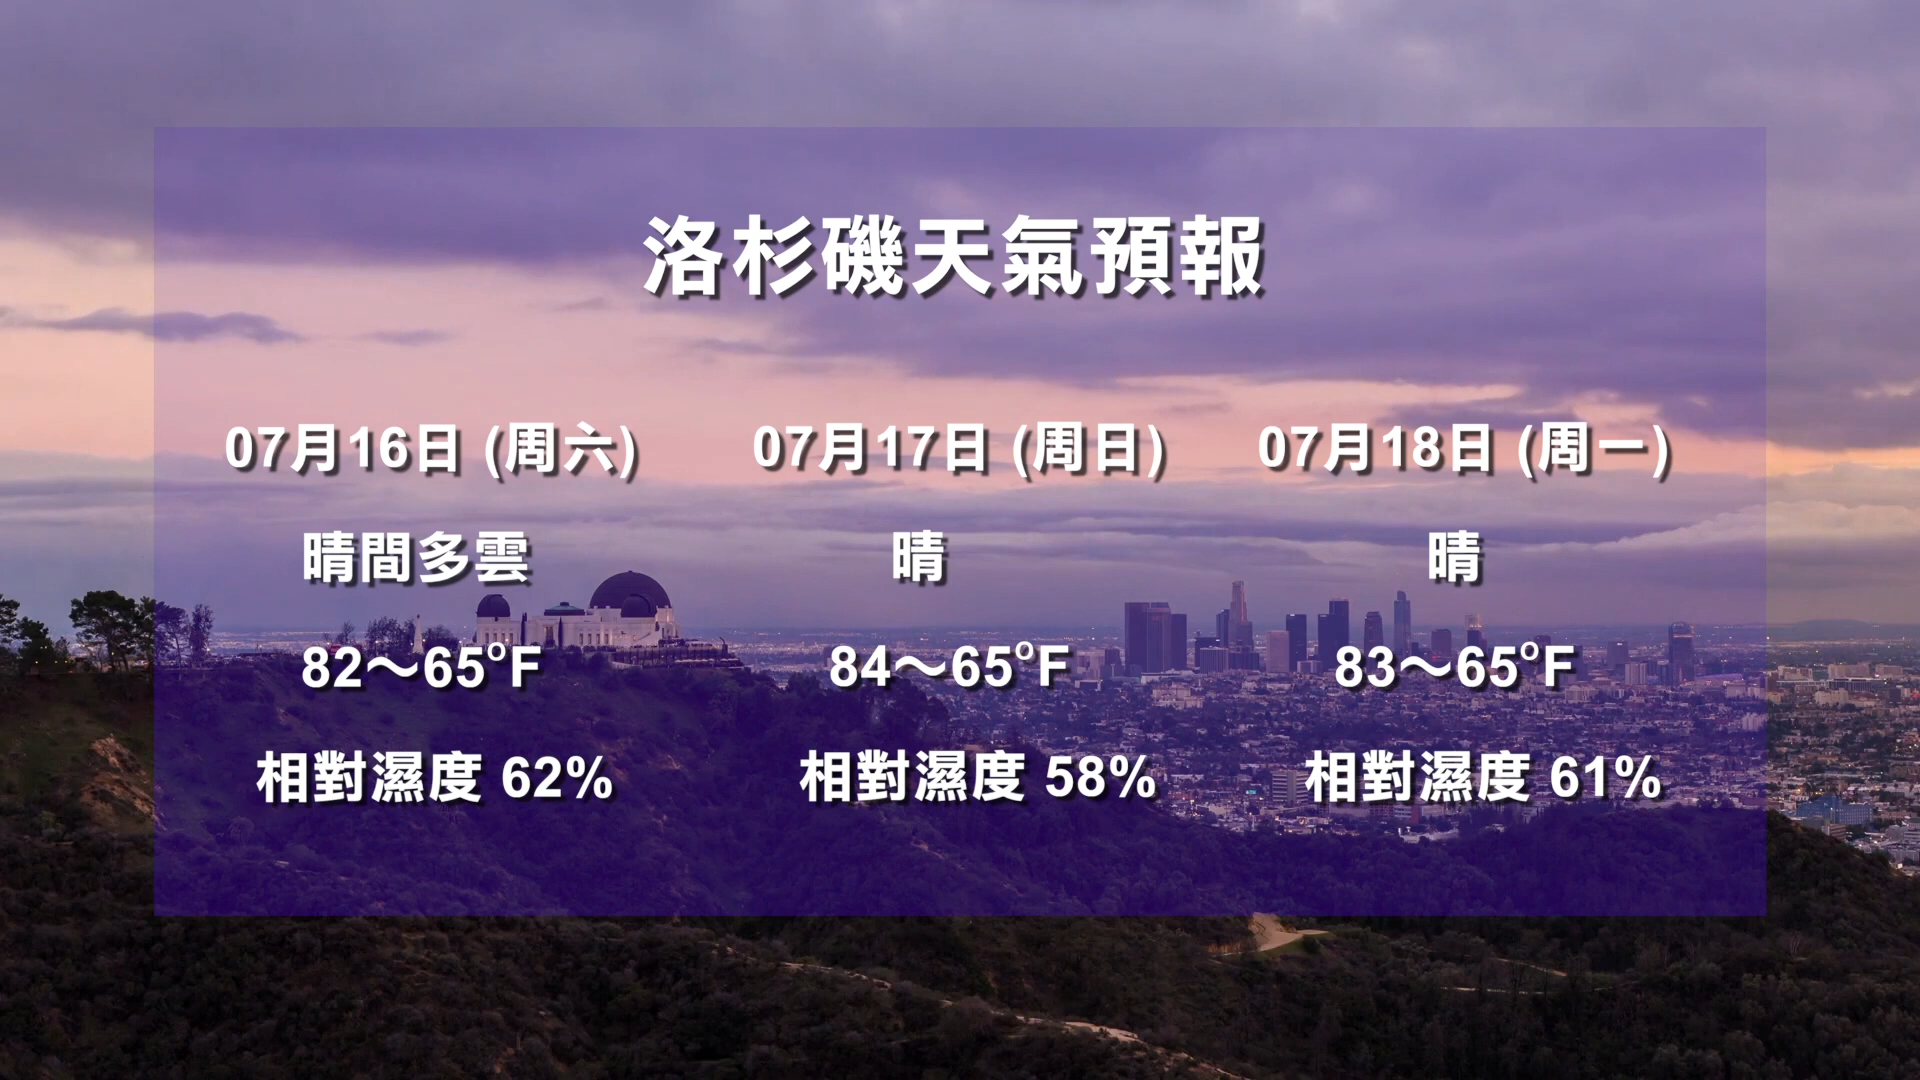 洛杉磯天氣預報
07月16日 (周六) 07月17日 (周日) 07月18日 (周一)
晴間多雲 晴 晴
82～65°F 84～65°F 83～65°F
相對濕度 62% 相對濕度 58% 相對濕度 61%